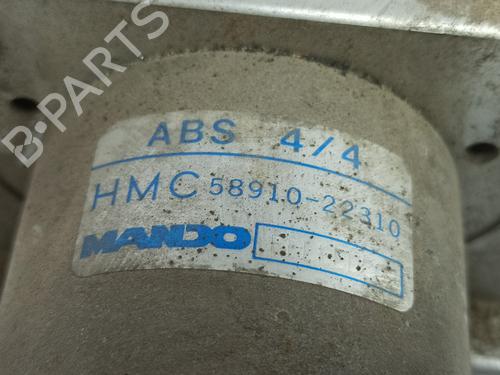 B-PARTS
ABS 4/4
HMC 58910-22310
MANDO